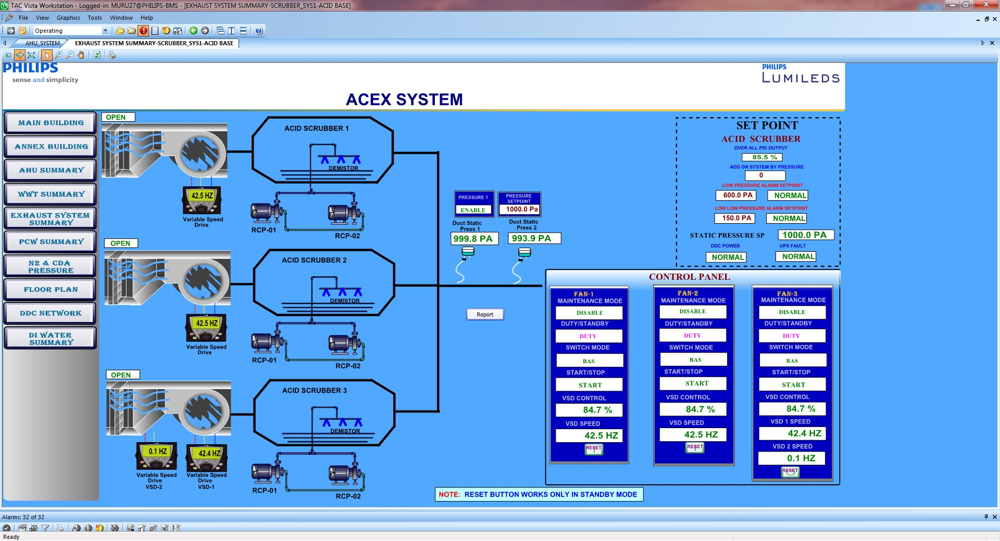 TAC Vista Workstation - Logged-in: MURU27@PHILIPS-BMS - [EXHAUST SYSTEM SUMMARY-SCRUBBER_SYS1-ACID BASE]
File View Graphics Tools Window Help
Operating
AHU_SYSTEM EXHAUST SYSTEM SUMMARY-SCRUBBER_SYS1-ACID BASE
PHILIPS
sense and simplicity
PHILIPS
LUMILEDS
ACEX SYSTEM
MAIN BUILDING
ANNEX BUILDING
AHU SUMMARY
WWT SUMMARY
EXHAUST SYSTEM
SUMMARY
PCW SUMMARY
N2 & CDA
PRESSURE
FLOOR PLAN
DDC NETWORK
DI WATER
SUMMARY
OPEN
ACID SCRUBBER 1
DEMISTOR
42.5 HZ
Variable Speed
Drive
RCP-01
RCP-02
OPEN
ACID SCRUBBER 2
DEMISTOR
42.5 HZ
Variable Speed
Drive
RCP-01
RCP-02
OPEN
ACID SCRUBBER 3
DEMISTOR
0.1 HZ
Variable Speed
Drive
VSD-2
42.4 HZ
Variable Speed
Drive
VSD-1
RCP-01
RCP-02
PRESSURE 1
ENABLE
PRESSURE
SETPOINT
1000.0 Pa
Duct Static
Press 1
999.8 PA
Duct Static
Press 2
993.9 PA
Report
SET POINT
ACID SCRUBBER
OVER ALL PID OUTPUT
85.5 %
ADD ON SYSTEM BY PRESSURE
0
LOW PRESSURE ALARM SETPOINT
600.0 PA NORMAL
LOW LOW PRESSURE ALARM SETPOINT
150.0 PA NORMAL
STATIC PRESSURE SP 1000.0 PA
DDC POWER UPS FAULT
NORMAL NORMAL
CONTROL PANEL
FAN-1
MAINTENANCE MODE
DISABLE
DUTY/STANDBY
DUTY
SWITCH MODE
BAS
START/STOP
START
VSD CONTROL
84.7 %
VSD SPEED
42.5 HZ
RESET
FAN-2
MAINTENANCE MODE
DISABLE
DUTY/STANDBY
DUTY
SWITCH MODE
BAS
START/STOP
START
VSD CONTROL
84.7 %
VSD SPEED
42.5 HZ
RESET
FAN-3
MAINTENANCE MODE
DISABLE
DUTY/STANDBY
DUTY
SWITCH MODE
BAS
START/STOP
START
VSD CONTROL
84.7 %
VSD 1 SPEED
42.4 HZ
VSD 2 SPEED
0.1 HZ
RESET
NOTE: RESET BUTTON WORKS ONLY IN STANDBY MODE
Alarms: 32 of 32
Ready